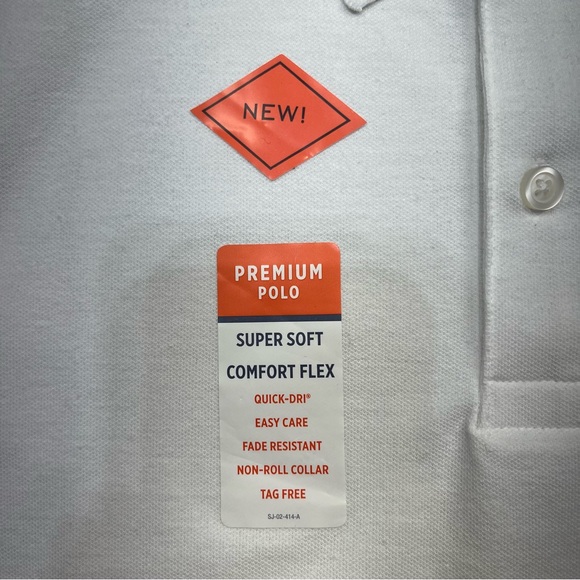 NEW!
PREMIUM
POLO
SUPER SOFT
COMFORT FLEX
QUICK-DRI®
EASY CARE
FADE RESISTANT
NON-ROLL COLLAR
TAG FREE
SJ-02-414-A